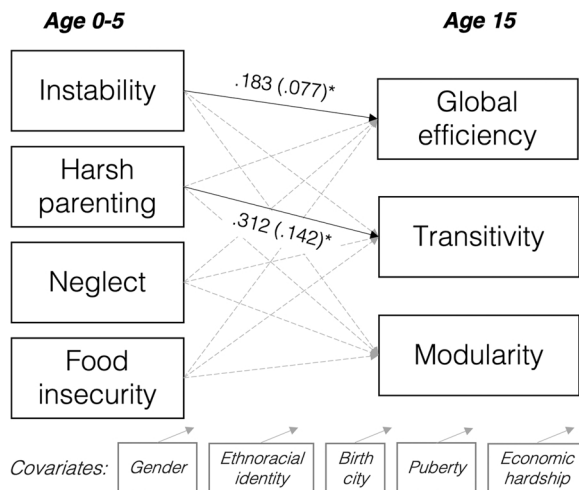 Age 0-5
Age 15
Instability
.183 (.077)*
Global
efficiency
Harsh
parenting
.312 (.142)*
Transitivity
Neglect
Modularity
Food
insecurity
Covariates:
Gender
Ethnoracial
identity
Birth
city
Puberty
Economic
hardship